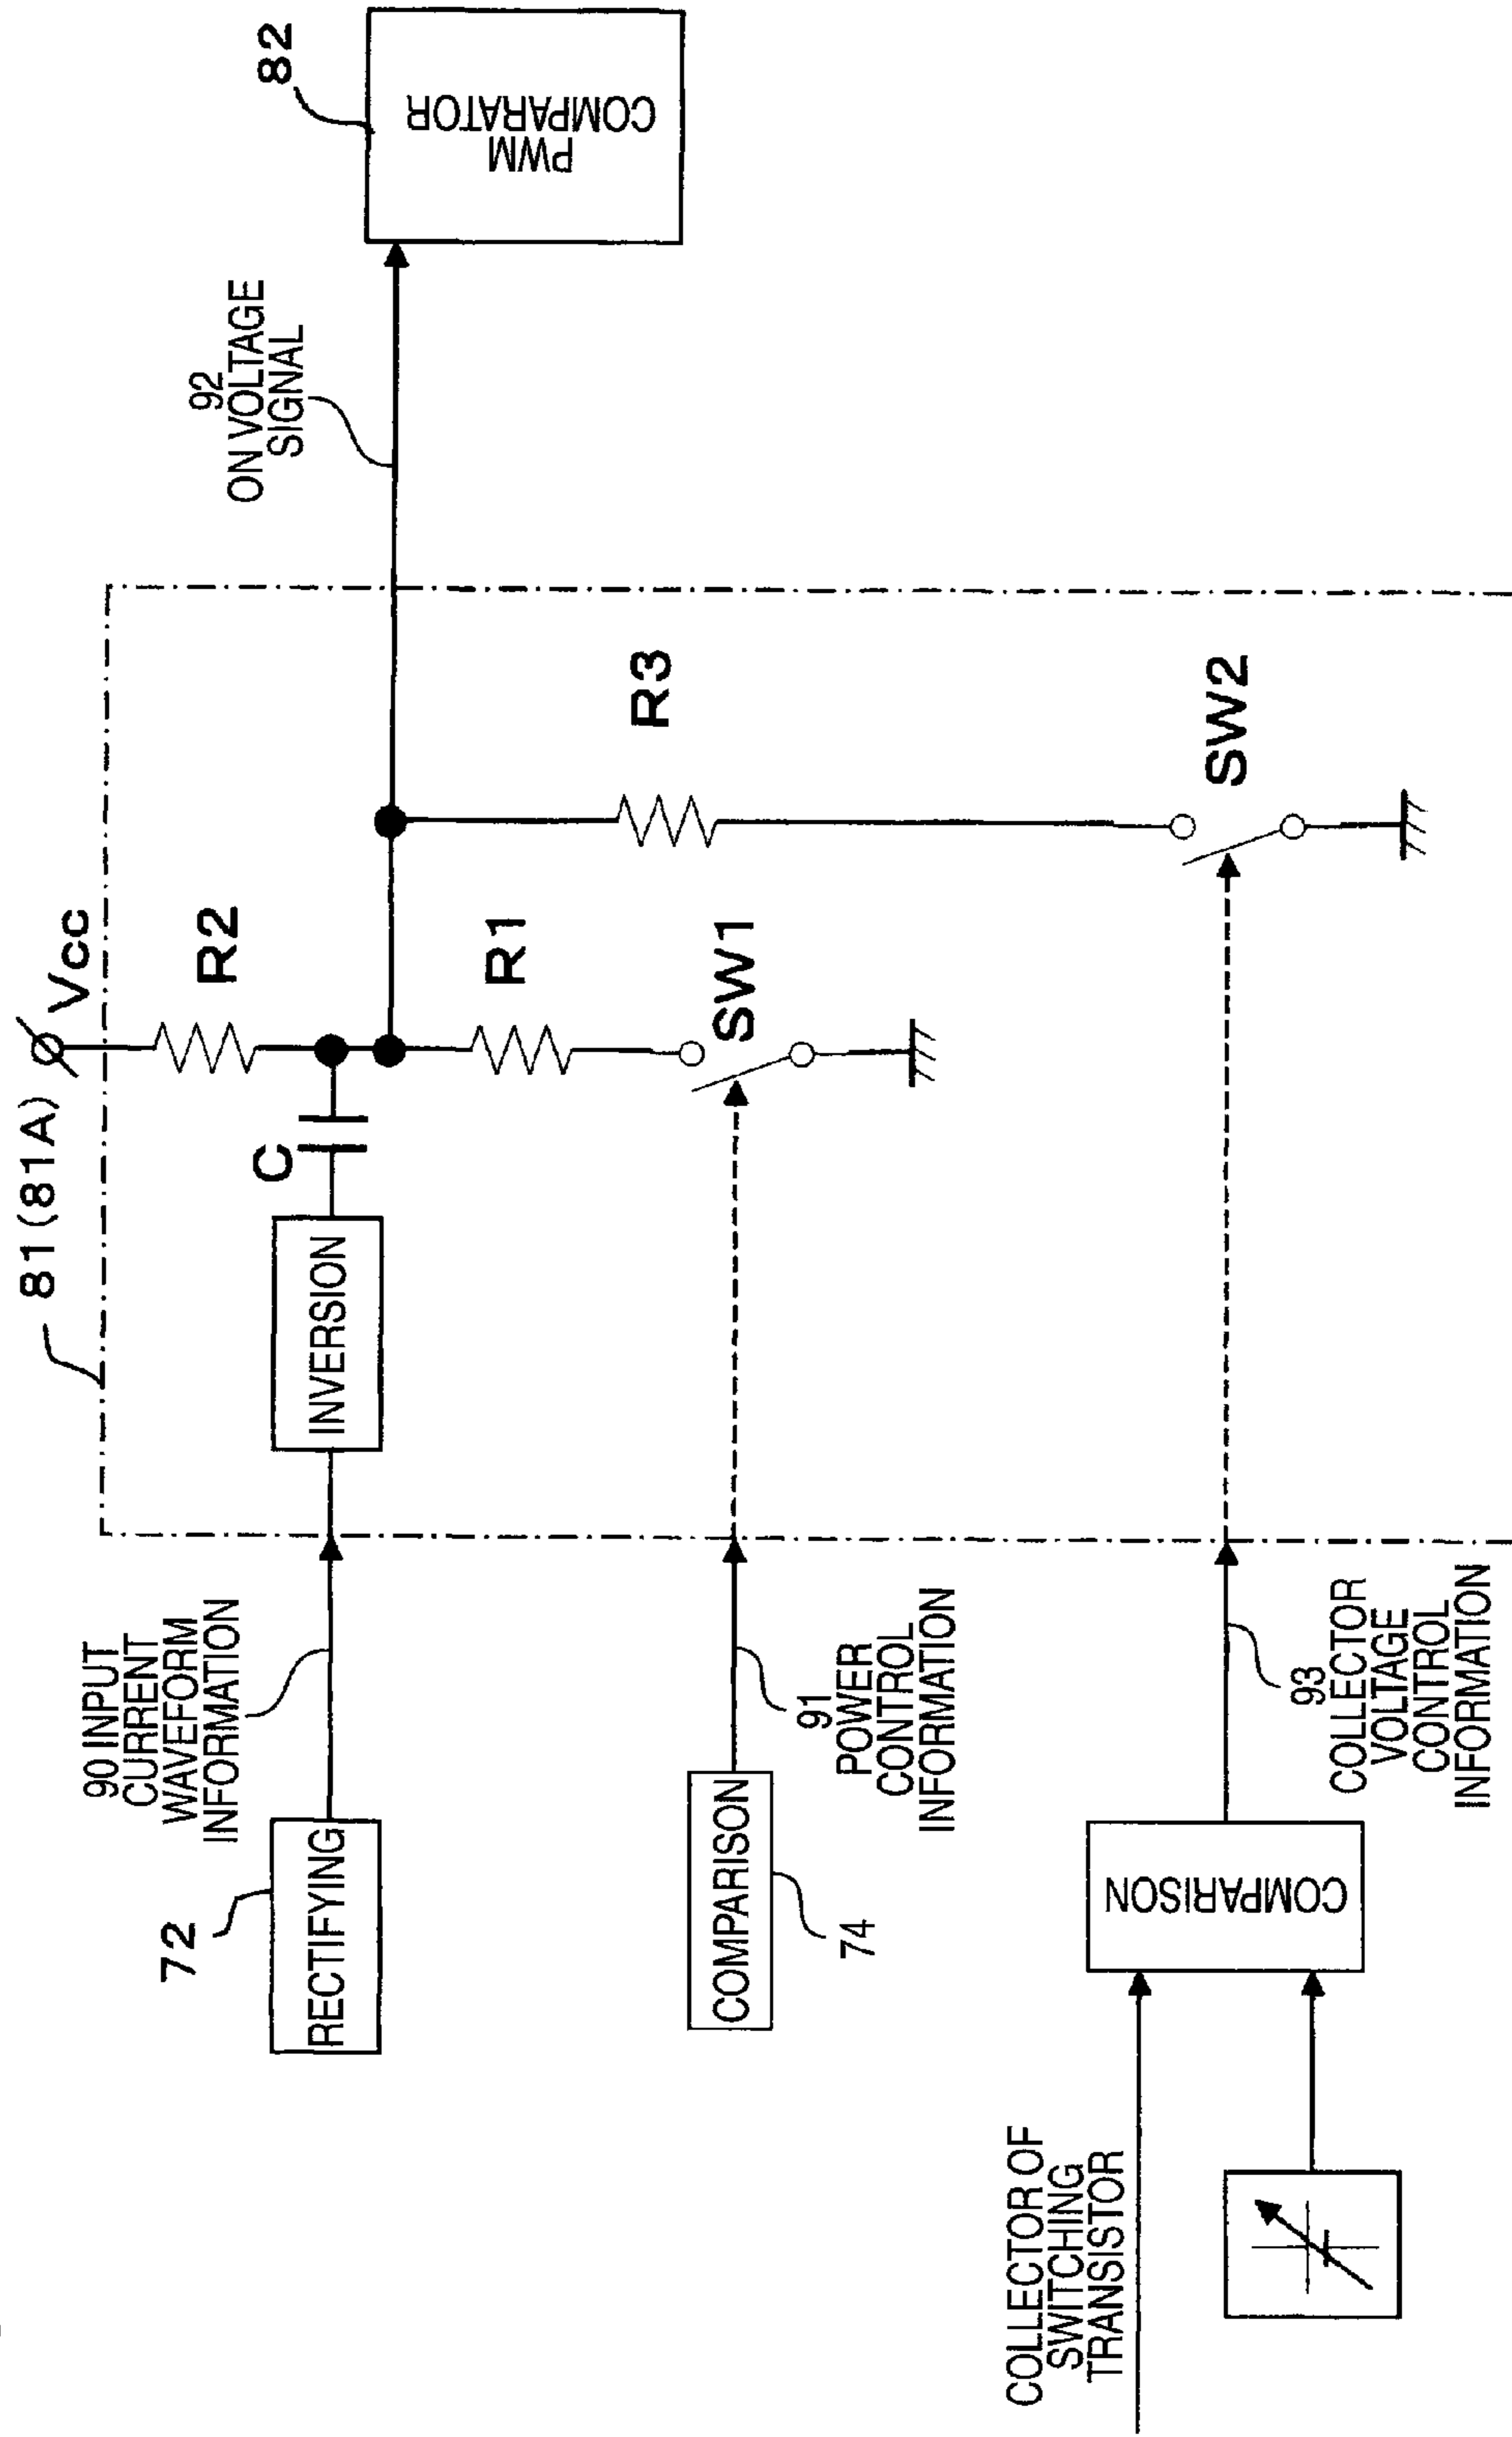 81(81A)
Vcc
R2
C
R1
SW1
R3
SW2
82
PWM
COMPARATOR
92
ON VOLTAGE
SIGNAL
INVERSION
90 INPUT
CURRENT
WAVEFORM
INFORMATION
72
RECTIFYING
91
POWER
CONTROL
INFORMATION
COMPARISON
74
93
COLLECTOR
VOLTAGE
CONTROL
INFORMATION
COMPARISON
COLLECTOR OF
SWITCHING
TRANSISTOR